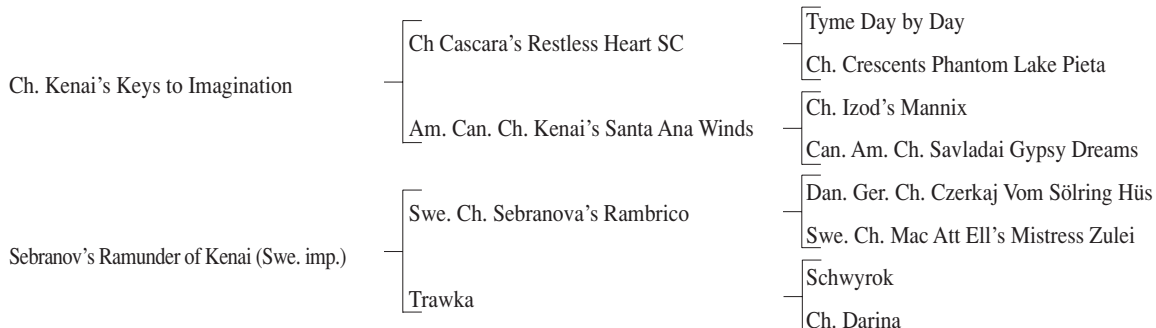 Tyme Day by Day
Ch Cascara’s Restless Heart SC
Ch. Crescents Phantom Lake Pieta
Ch. Kenai’s Keys to Imagination
Ch. Izod’s Mannix
Am. Can. Ch. Kenai’s Santa Ana Winds
Can. Am. Ch. Savladai Gypsy Dreams
Dan. Ger. Ch. Czerkaj Vom Sölring Hüs
Swe. Ch. Sebranova’s Rambrico
Swe. Ch. Mac Att Ell’s Mistress Zulei
Sebranov’s Ramunder of Kenai (Swe. imp.)
Schwyrok
Trawka
Ch. Darina